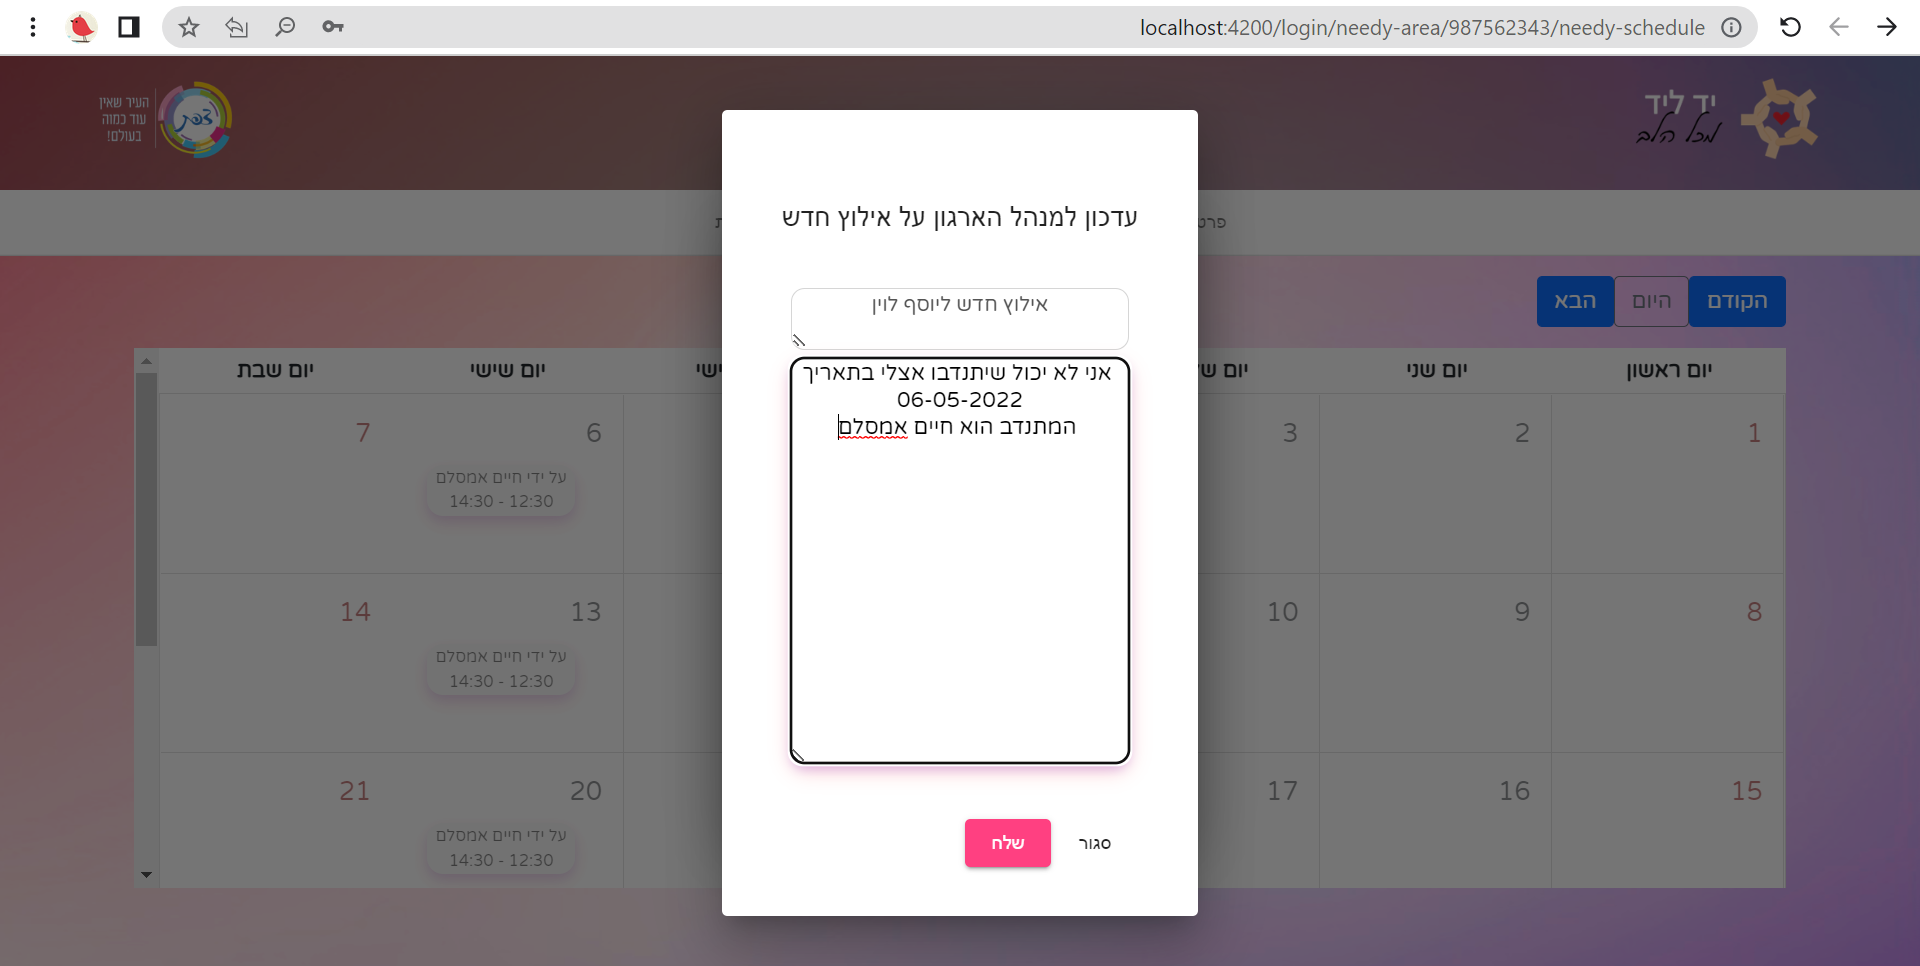 localhost:4200/login/needy-area/987562343/needy-schedule
יד ליד
מכל הלב
העיר שאין
עוד כמוה
בעולם!
צפת
עדכון למנהל הארגון על אילוץ חדש
אילוץ חדש ליוסף לוין
אני לא יכול שיתנדבו אצלי בתאריך
06-05-2022
המתנדב הוא חיים אמסלם
סגור
שלח
הקודם
היום
הבא
יום ראשון
יום שני
יום שישי
יום שבת
1
2
3
6
7
על ידי חיים אמסלם
12:30 - 14:30
8
9
10
13
14
על ידי חיים אמסלם
12:30 - 14:30
15
16
17
20
21
על ידי חיים אמסלם
12:30 - 14:30